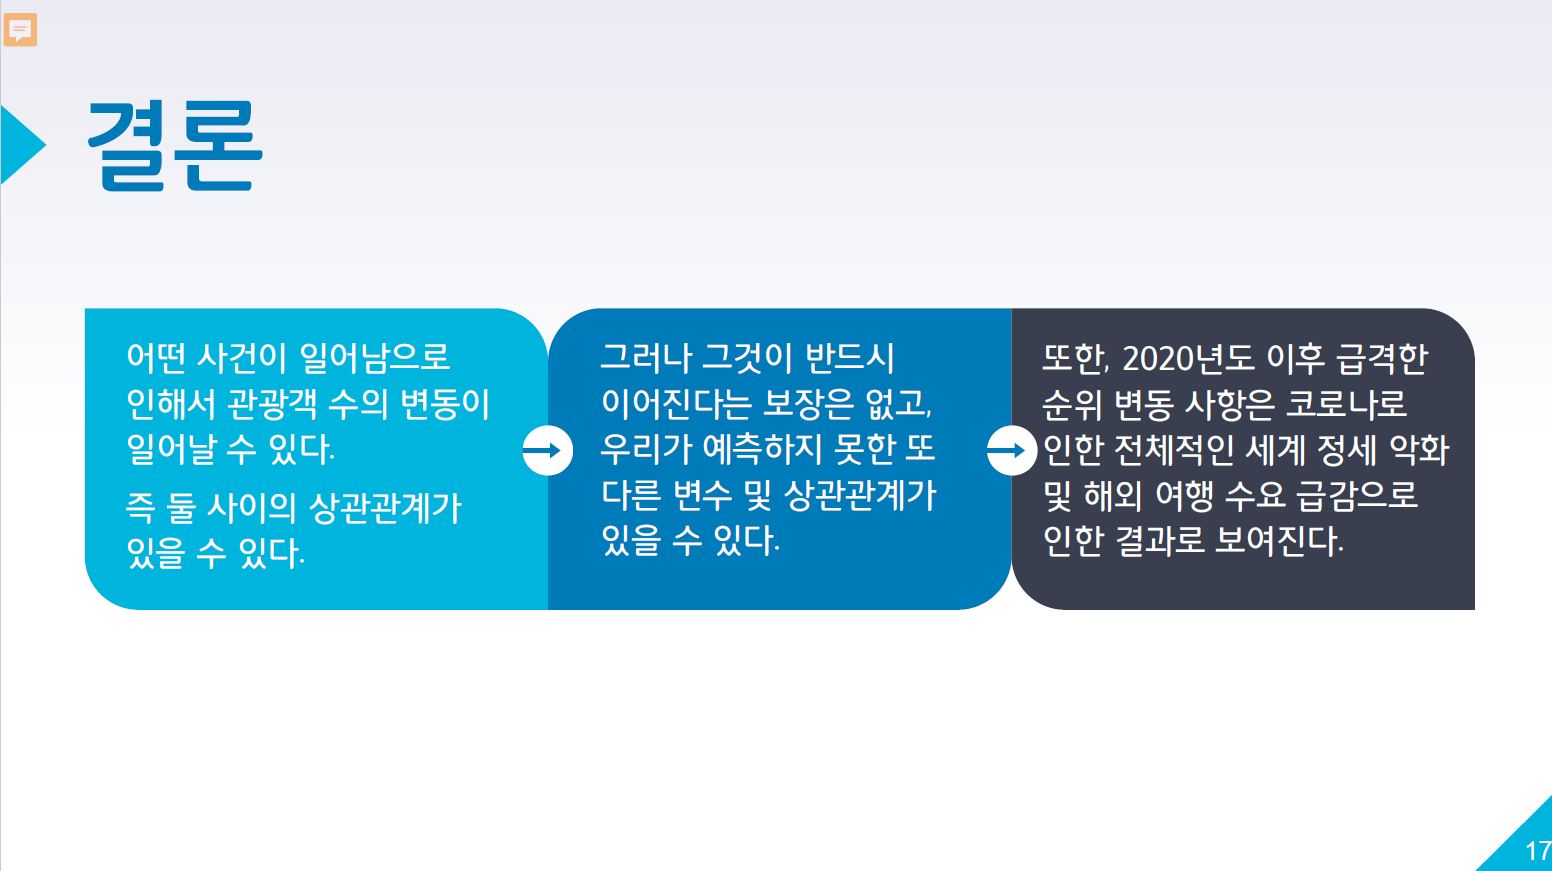 결론
어떤 사건이 일어남으로
인해서 관광객 수의 변동이
일어날 수 있다.
즉 둘 사이의 상관관계가
있을 수 있다.
그러나 그것이 반드시
이어진다는 보장은 없고,
우리가 예측하지 못한 또
다른 변수 및 상관관계가
있을 수 있다.
또한, 2020년도 이후 급격한
순위 변동 사항은 코로나로
인한 전체적인 세계 정세 악화
및 해외 여행 수요 급감으로
인한 결과로 보여진다.
17